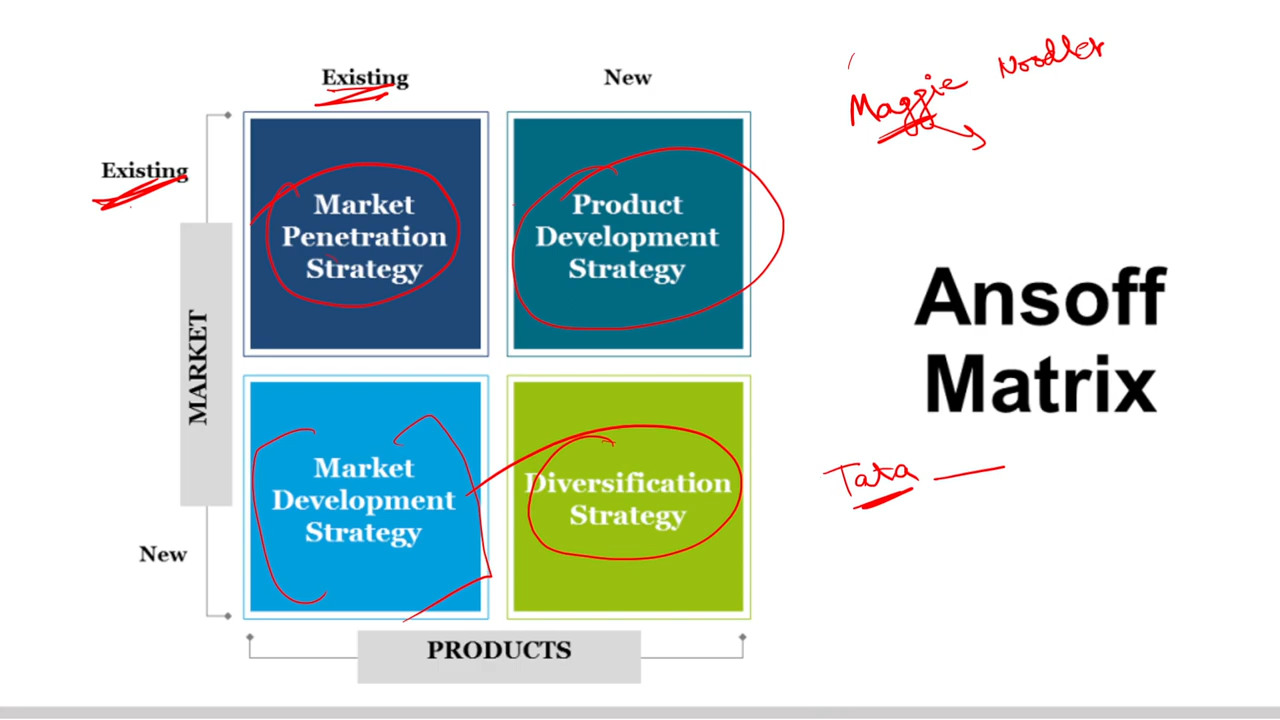 Existing
New
Maggie Noodles
Existing
Market
Penetration
Strategy
Product
Development
Strategy
MARKET
Ansoff
Matrix
Market
Development
Strategy
Diversification
Strategy
Tata
New
PRODUCTS